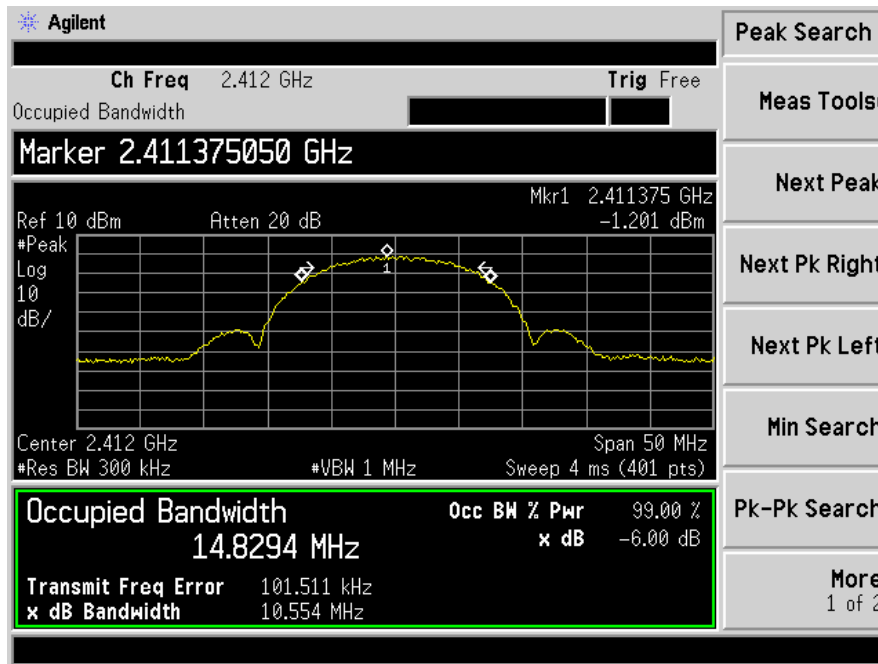 Agilent
Peak Search
Ch Freq 2.412 GHz Trig Free
Occupied Bandwidth
Meas Tools
Marker 2.411375050 GHz
Next Peak
Mkr1 2.411375 GHz
Ref 10 dBm Atten 20 dB -1.201 dBm
#Peak
Log
10
dB/
1
Next Pk Right
Next Pk Left
Min Search
Center 2.412 GHz Span 50 MHz
#Res BW 300 kHz #VBW 1 MHz Sweep 4 ms (401 pts)
Occupied Bandwidth Occ BW % Pwr 99.00 %
14.8294 MHz x dB -6.00 dB
Pk-Pk Search
Transmit Freq Error 101.511 kHz
x dB Bandwidth 10.554 MHz
More
1 of 2